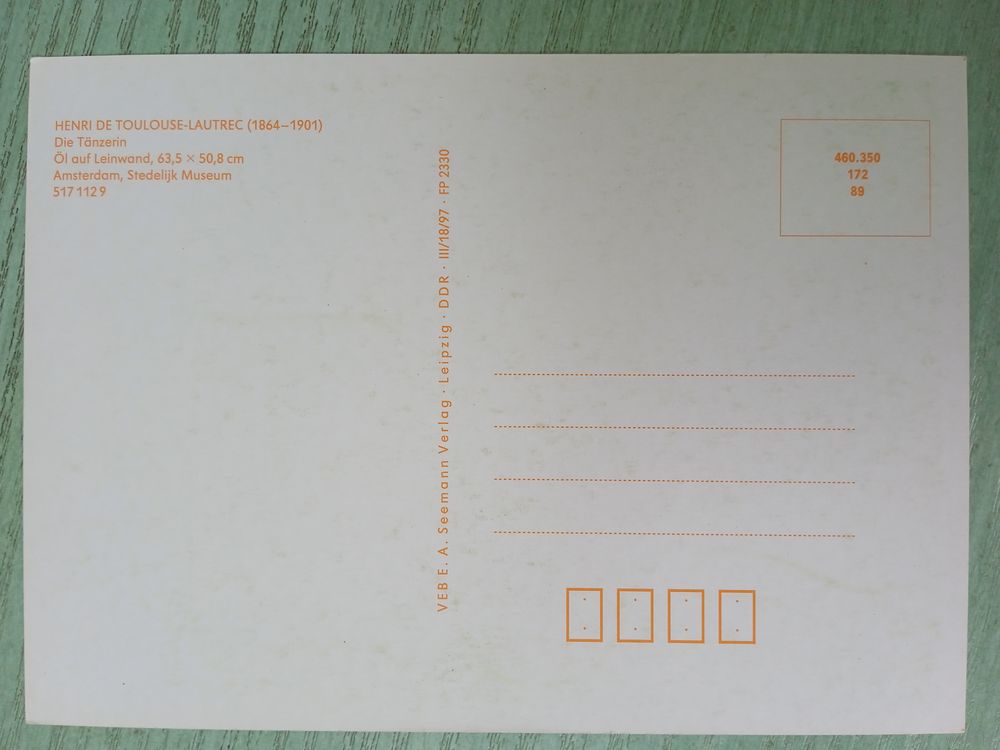 HENRI DE TOULOUSE-LAUTREC (1864–1901)
Die Tänzerin
Öl auf Leinwand, 63,5 × 50,8 cm
Amsterdam, Stedelijk Museum
517 112 9
VEB E. A. Seemann Verlag · Leipzig · DDR · III/18/97 · FP 2330
460.350
172
89